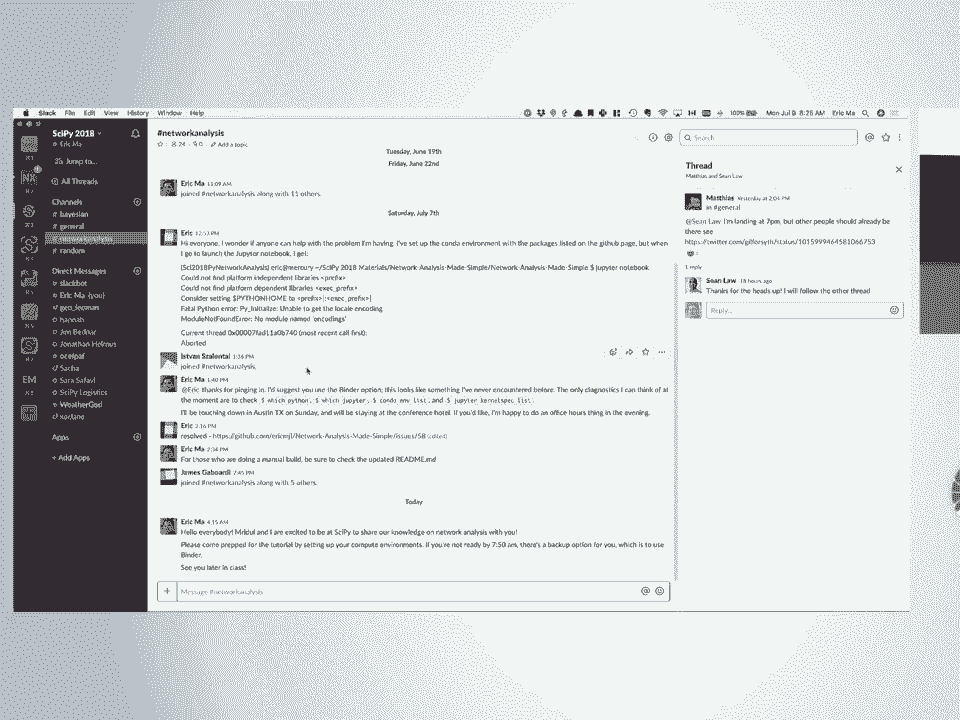 Slack File Edit View History Window Help
100% Mon Jul 9 8:25 AM Eric Ma
SciPy 2018
Eric Ma
Jump to...
All Threads
Channels
# bayesian
# general
# networkanalysis
# random
Direct Messages
slackbot
Eric Ma (you)
geo_leeman
hannah
Jim Bednar
Jonathan Helmus
ocefpaf
Sacha
Sara Safavi
SciPy Logistics
WeatherGod
Apps
+ Add Apps
EM
#networkanalysis
24
0
Add a topic
Search
Tuesday, June 19th
Friday, June 22nd
Eric Ma 11:09 AM
joined #networkanalysis along with 11 others.
Saturday, July 7th
Eric 12:53 PM
Hi everyone, I wonder if anyone can help with the problem I'm having. I've set up the conda environment with the packages listed on the github page, but when
I go to launch the Jupyter notebook, I get:
eric@mercury ~/SciPy 2018 Materials/Network-Analysis-Made-Simple/Network-Analysis-Made-Simple $ jupyter notebook
Could not find platform independent libraries <prefix>
Could not find platform dependent libraries <exec_prefix>
Consider setting $PYTHONHOME to <prefix>[:<exec_prefix>]
Fatal Python error: Py_Initialize: Unable to get the locale encoding
ModuleNotFoundError: No module named 'encodings'
Current thread (most recent call first):
Aborted
Istvan Szalontai 1:36 PM
joined #networkanalysis.
Eric Ma 1:40 PM
@Eric thanks for pinging in. I'd suggest you use the Binder option; this looks like something I've never encountered before. The only diagnostics I can think of at
the moment are to check $ which python, $ which jupyter, $ conda env list, and $ jupyter kernelspec list.
I'll be touching down in Austin TX on Sunday, and will be staying at the conference hotel. If you'd like, I'm happy to do an office hours thing in the evening.
Eric 2:16 PM
resolved - https://github.com/ericmjl/Network-Analysis-Made-Simple/issues/58 (edited)
Eric Ma 2:34 PM
For those who are doing a manual build, be sure to check the updated README.md
James Gaboardi 7:45 PM
joined #networkanalysis along with 5 others.
Today
Eric Ma 4:15 AM
Hello everybody! Mridul and I are excited to be at SciPy to share our knowledge on network analysis with you!
Please come prepped for the tutorial by setting up your compute environments. If you're not ready by 7:50 am, there's a backup option for you, which is to use
Binder.
See you later in class!
Message #networkanalysis
Thread
Matthias and Sean Law
Matthias Yesterday at 2:04 PM
in #general
@Sean Law I'm landing at 7pm, but other people should already be
there see
1 reply
Sean Law 18 hours ago
Thanks for the heads up! I will follow the other thread
Reply...